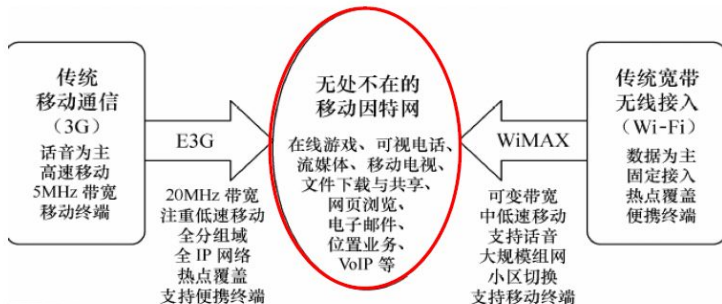 传统
移动通信
（3G）
话音为主
高速移动
5MHz 带宽
移动终端
E3G
20MHz 带宽
注重低速移动
全分组域
全 IP 网络
热点覆盖
支持便携终端
无处不在的
移动因特网
在线游戏、可视电话、
流媒体、移动电视、
文件下载与共享、
网页浏览、
电子邮件、
位置业务、
VoIP 等
WiMAX
可变带宽
中低速移动
支持话音
大规模组网
小区切换
支持移动终端
传统宽带
无线接入
（Wi-Fi）
数据为主
固定接入
热点覆盖
便携终端